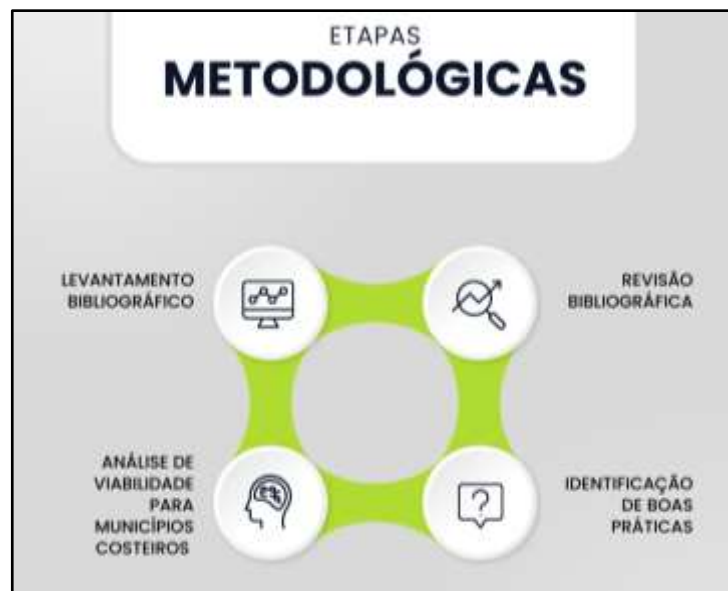 ETAPAS
METODOLÓGICAS
LEVANTAMENTO
BIBLIOGRÁFICO
REVISÃO
BIBLIOGRÁFICA
ANÁLISE DE
VIABILIDADE
PARA
MUNICÍPIOS
COSTEIROS
?
IDENTIFICAÇÃO
DE BOAS
PRÁTICAS